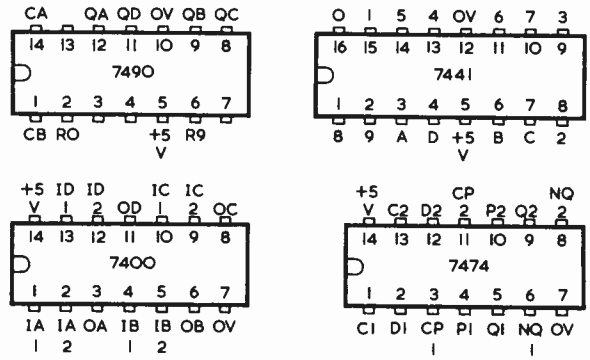 CA QA QD OV QB QC
14 13 12 11 10 9 8
7490
1 2 3 4 5 6 7
CB RO +5 V R9
O 1 5 4 OV 6 7 3
16 15 14 13 12 11 10 9
7441
1 2 3 4 5 6 7 8
8 9 A D +5 V B C 2
+5 V ID 1 ID 2 OD IC 1 IC 2 OC
14 13 12 11 10 9 8
7400
1 2 3 4 5 6 7
IA 1 IA 2 OA IB 1 IB 2 OB OV
+5 V C2 D2 CP 2 P2 Q2 NQ 2
14 13 12 11 10 9 8
7474
1 2 3 4 5 6 7
C1 D1 CP 1 P1 Q1 NQ 1 OV